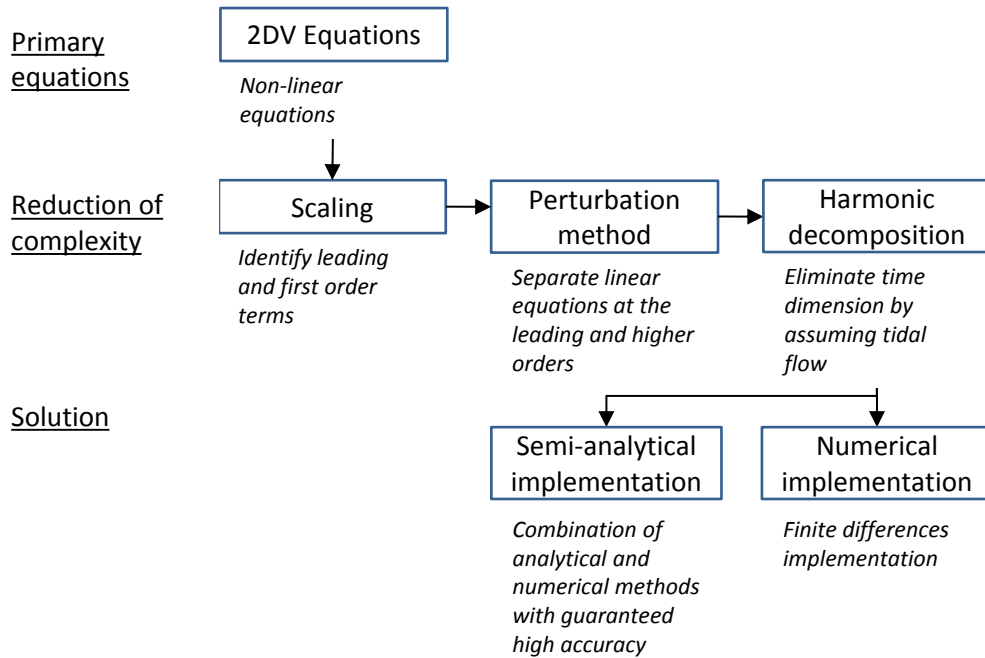 Primary
equations
2DV Equations
Non-linear
equations
Reduction of
complexity
Scaling
Identify leading
and first order
terms
Perturbation
method
Separate linear
equations at the
leading and higher
orders
Harmonic
decomposition
Eliminate time
dimension by
assuming tidal
flow
Solution
Semi-analytical
implementation
Combination of
analytical and
numerical methods
with guaranteed
high accuracy
Numerical
implementation
Finite differences
implementation